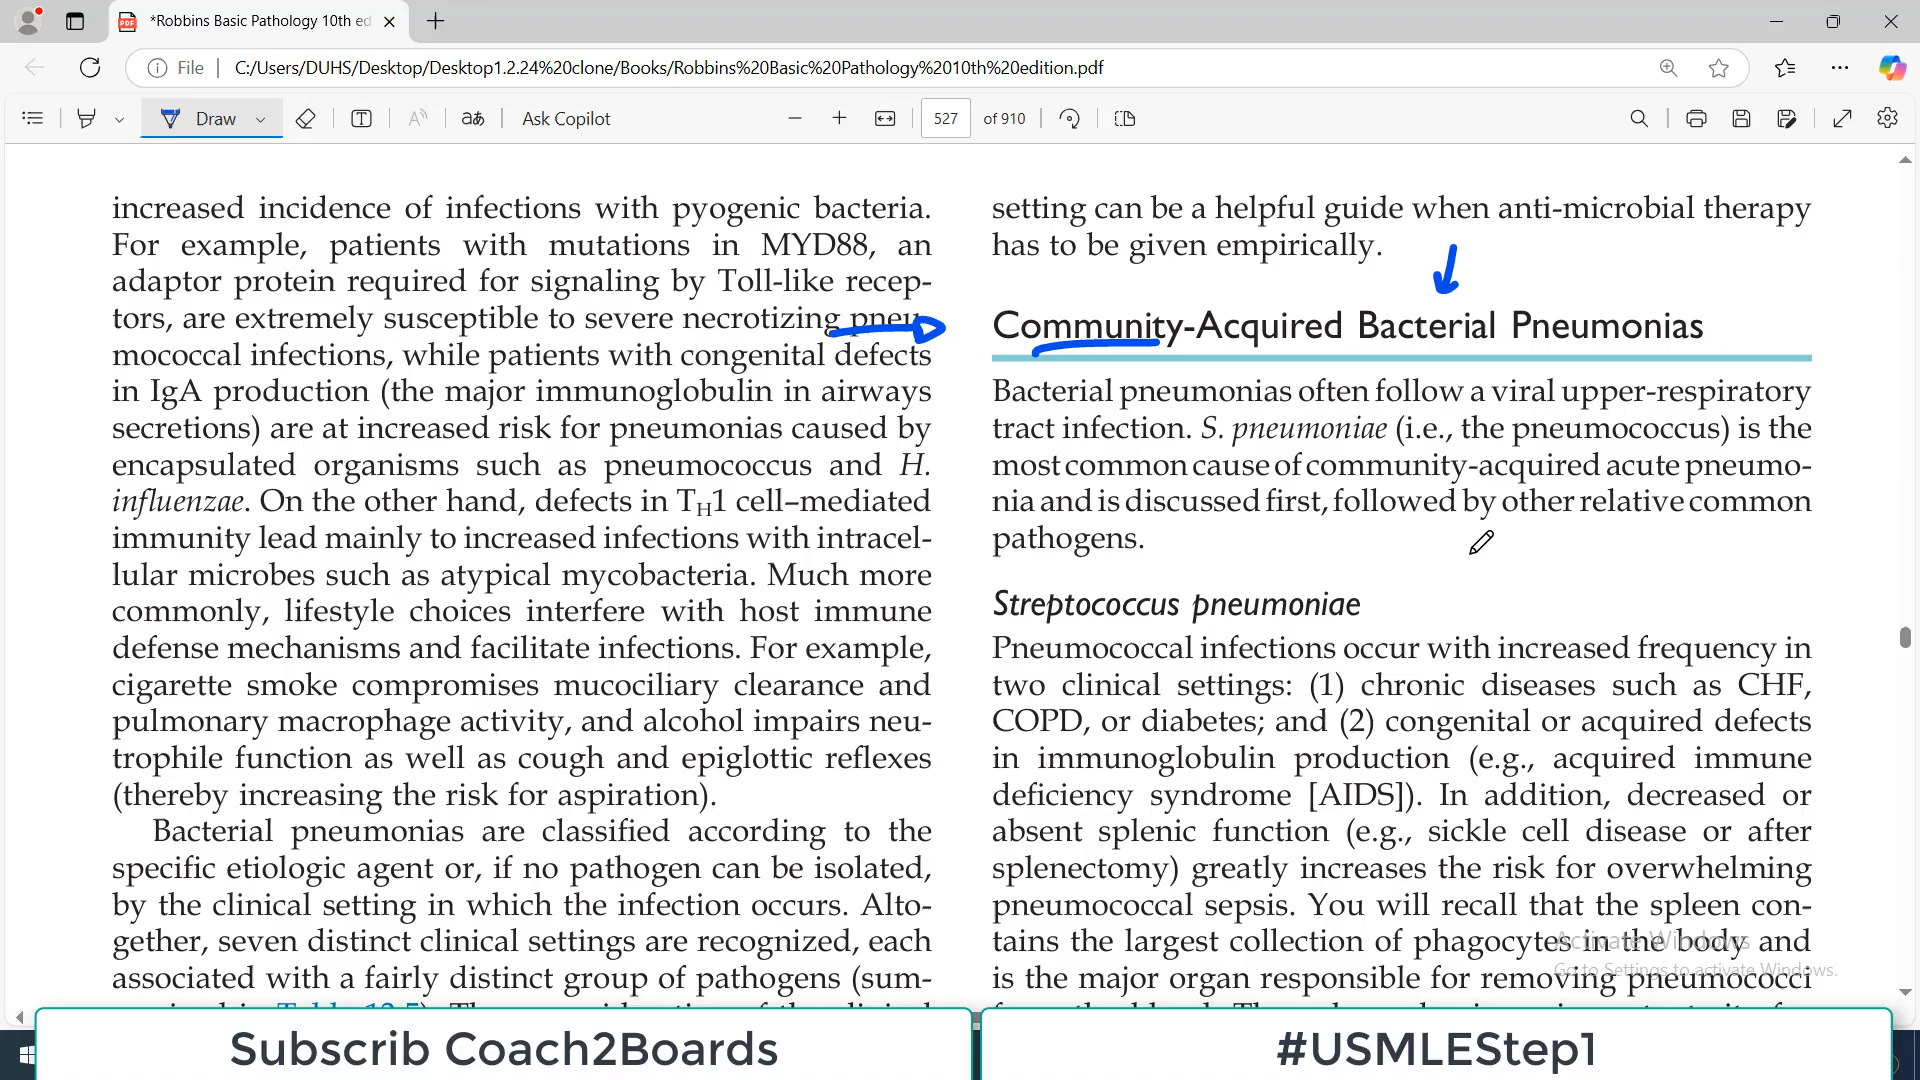 *Robbins Basic Pathology 10th ed
File
C:/Users/DUHS/Desktop/Desktop1.2.24%20clone/Books/Robbins%20Basic%20Pathology%2010th%20edition.pdf
Draw
Ask Copilot
527 of 910
increased incidence of infections with pyogenic bacteria.
For example, patients with mutations in MYD88, an
adaptor protein required for signaling by Toll-like recep-
tors, are extremely susceptible to severe necrotizing pneu-
mococcal infections, while patients with congenital defects
in IgA production (the major immunoglobulin in airways
secretions) are at increased risk for pneumonias caused by
encapsulated organisms such as pneumococcus and H.
influenzae. On the other hand, defects in TH1 cell–mediated
immunity lead mainly to increased infections with intracel-
lular microbes such as atypical mycobacteria. Much more
commonly, lifestyle choices interfere with host immune
defense mechanisms and facilitate infections. For example,
cigarette smoke compromises mucociliary clearance and
pulmonary macrophage activity, and alcohol impairs neu-
trophile function as well as cough and epiglottic reflexes
(thereby increasing the risk for aspiration).
Bacterial pneumonias are classified according to the
specific etiologic agent or, if no pathogen can be isolated,
by the clinical setting in which the infection occurs. Alto-
gether, seven distinct clinical settings are recognized, each
associated with a fairly distinct group of pathogens (sum-
setting can be a helpful guide when anti-microbial therapy
has to be given empirically.
Community-Acquired Bacterial Pneumonias
Bacterial pneumonias often follow a viral upper-respiratory
tract infection. S. pneumoniae (i.e., the pneumococcus) is the
most common cause of community-acquired acute pneumo-
nia and is discussed first, followed by other relative common
pathogens.
Streptococcus pneumoniae
Pneumococcal infections occur with increased frequency in
two clinical settings: (1) chronic diseases such as CHF,
COPD, or diabetes; and (2) congenital or acquired defects
in immunoglobulin production (e.g., acquired immune
deficiency syndrome [AIDS]). In addition, decreased or
absent splenic function (e.g., sickle cell disease or after
splenectomy) greatly increases the risk for overwhelming
pneumococcal sepsis. You will recall that the spleen con-
tains the largest collection of phagocytes in the body and
is the major organ responsible for removing pneumococci
Activate Windows
Go to Settings to activate Windows.
Subscrib Coach2Boards
#USMLEStep1